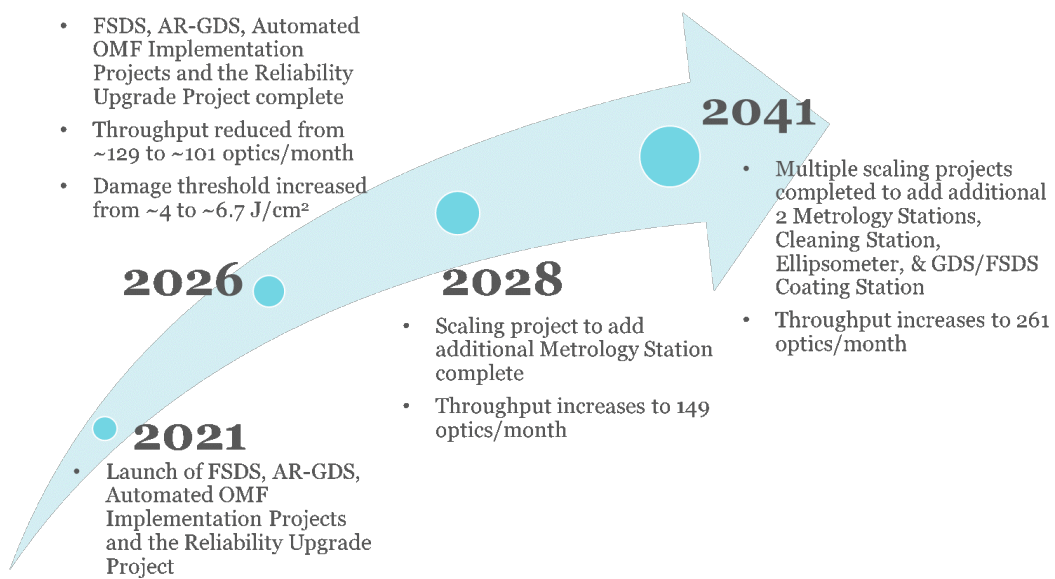 • FSDS, AR-GDS, Automated
OMF Implementation
Projects and the Reliability
Upgrade Project complete
• Throughput reduced from
~129 to ~101 optics/month
• Damage threshold increased
from ~4 to ~6.7 J/cm²
2026
2021
• Launch of FSDS, AR-GDS,
Automated OMF
Implementation Projects
and the Reliability Upgrade
Project
2028
• Scaling project to add
additional Metrology Station
complete
• Throughput increases to 149
optics/month
2041
• Multiple scaling projects
completed to add additional
2 Metrology Stations,
Cleaning Station,
Ellipsometer, & GDS/FSDS
Coating Station
• Throughput increases to 261
optics/month